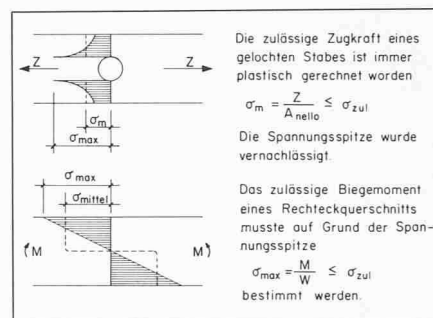 Z
Z
σm
σmax
Die zulässige Zugkraft eines
gelochten Stabes ist immer
plastisch gerechnet worden
σm = Z / A nello ≤ σzul
Die Spannungsspitze wurde
vernachlässigt.
σmax
σmittel
M
M
Das zulässige Biegemoment
eines Rechteckquerschnitts
musste auf Grund der Span-
nungsspitze
σmax = M / W ≤ σzul
bestimmt werden.